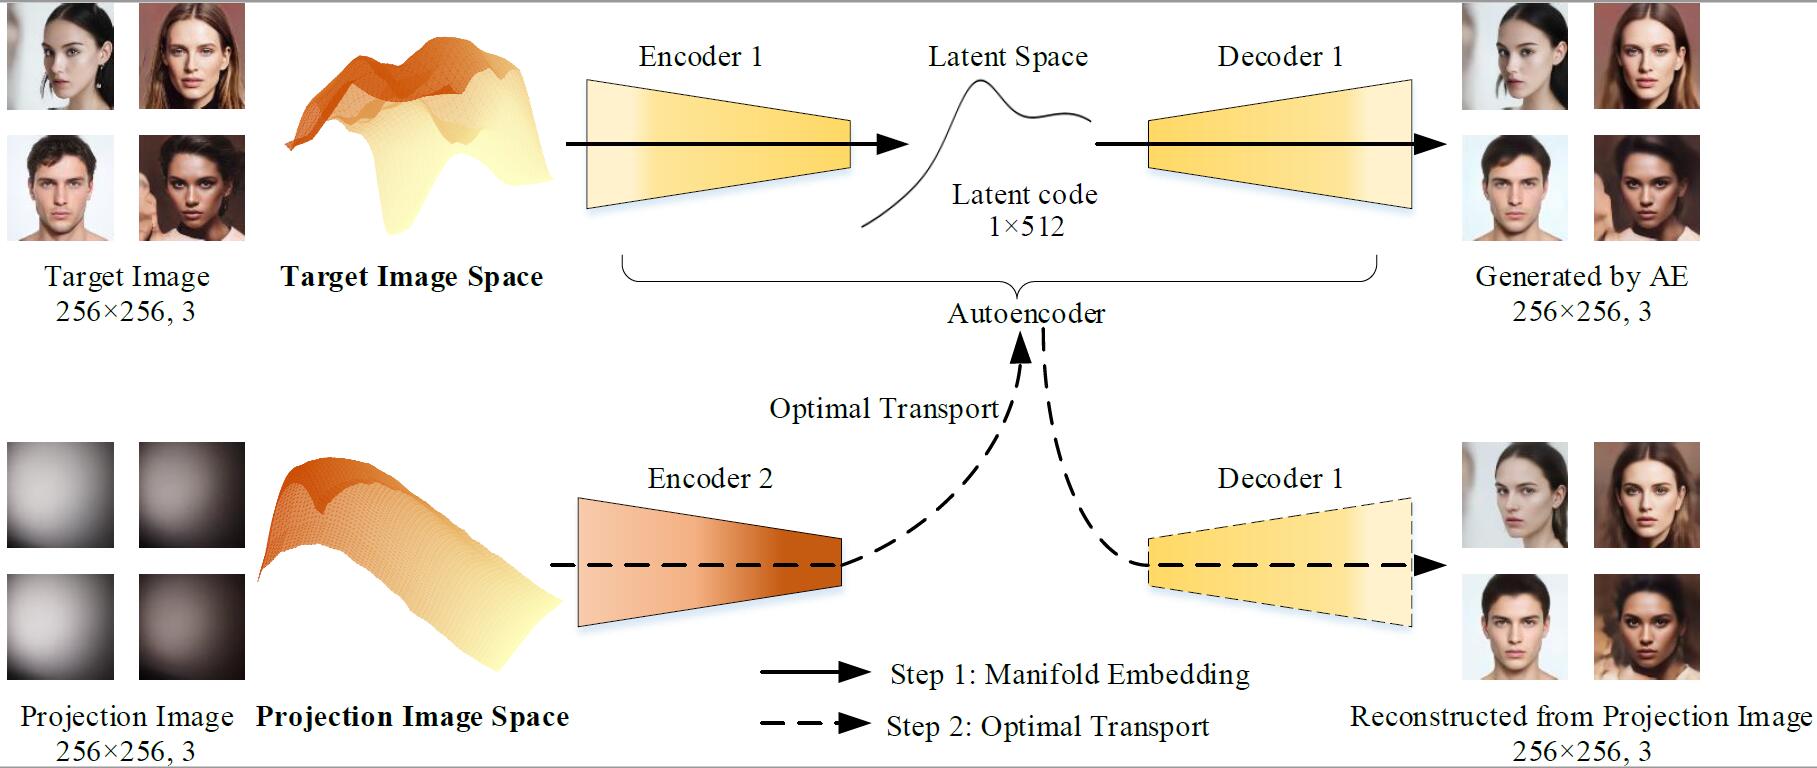 Encoder 1
Latent Space
Decoder 1
Latent code
1×512
Target Image
256×256, 3
Target Image Space
Generated by AE
256×256, 3
Autoencoder
Optimal Transport
Encoder 2
Decoder 1
Step 1: Manifold Embedding
Step 2: Optimal Transport
Projection Image
256×256, 3
Projection Image Space
Reconstructed from Projection Image
256×256, 3